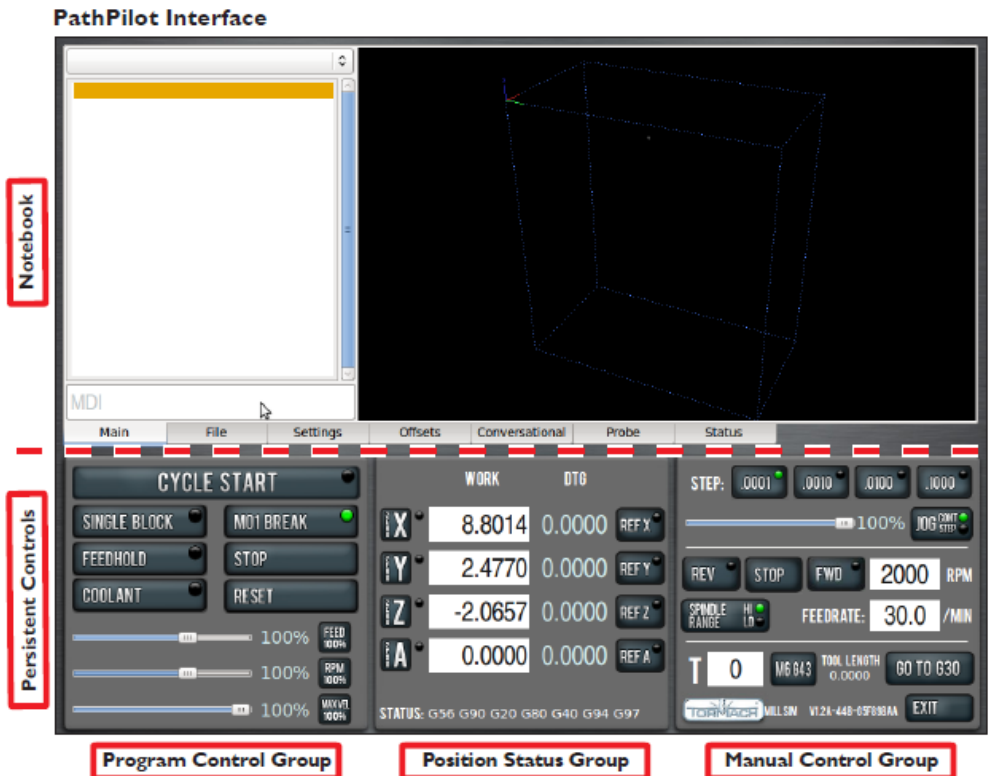 PathPilot Interface
Notebook
MDI
Main File Settings Offsets Conversational Probe Status
Persistent Controls
CYCLE START
SINGLE BLOCK M01 BREAK
FEEDHOLD STOP
COOLANT RESET
100% FEED 100%
100% RPM 100%
100% MAXVEL 100%
WORK DTG
X 8.8014 0.0000 REF X
Y 2.4770 0.0000 REF Y
Z -2.0657 0.0000 REF Z
A 0.0000 0.0000 REF A
STATUS: G56 G90 G20 G80 G40 G94 G97
STEP: .0001 .0010 .0100 .1000
100% JOG CONT STEP
REV STOP FWD 2000 RPM
SPINDLE RANGE HI LO FEEDRATE: 30.0 /MIN
T 0 M6 G43 TOOL LENGTH 0.0000 GO TO G30
TORMACH MILL SIM EXIT
Program Control Group
Position Status Group
Manual Control Group